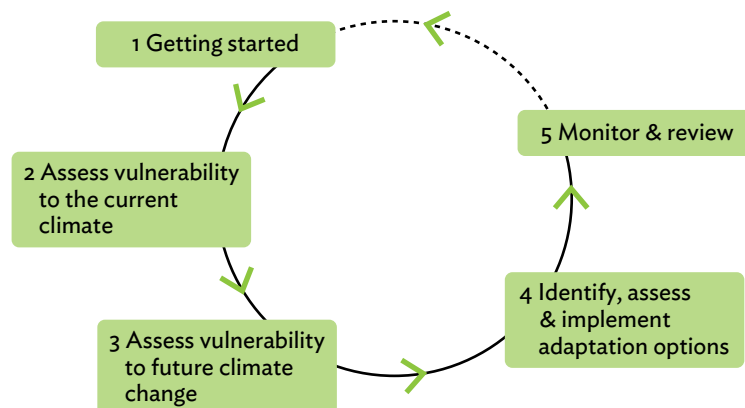 1 Getting started
2 Assess vulnerability
to the current
climate
3 Assess vulnerability
to future climate
change
4 Identify, assess
& implement
adaptation options
5 Monitor & review